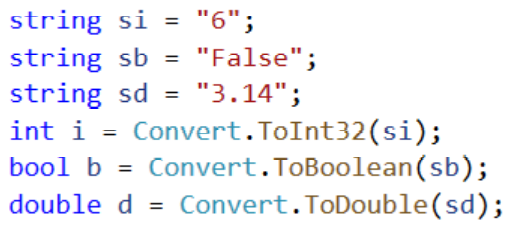 string si = "6";
string sb = "False";
string sd = "3.14";
int i = Convert.ToInt32(si);
bool b = Convert.ToBoolean(sb);
double d = Convert.ToDouble(sd);